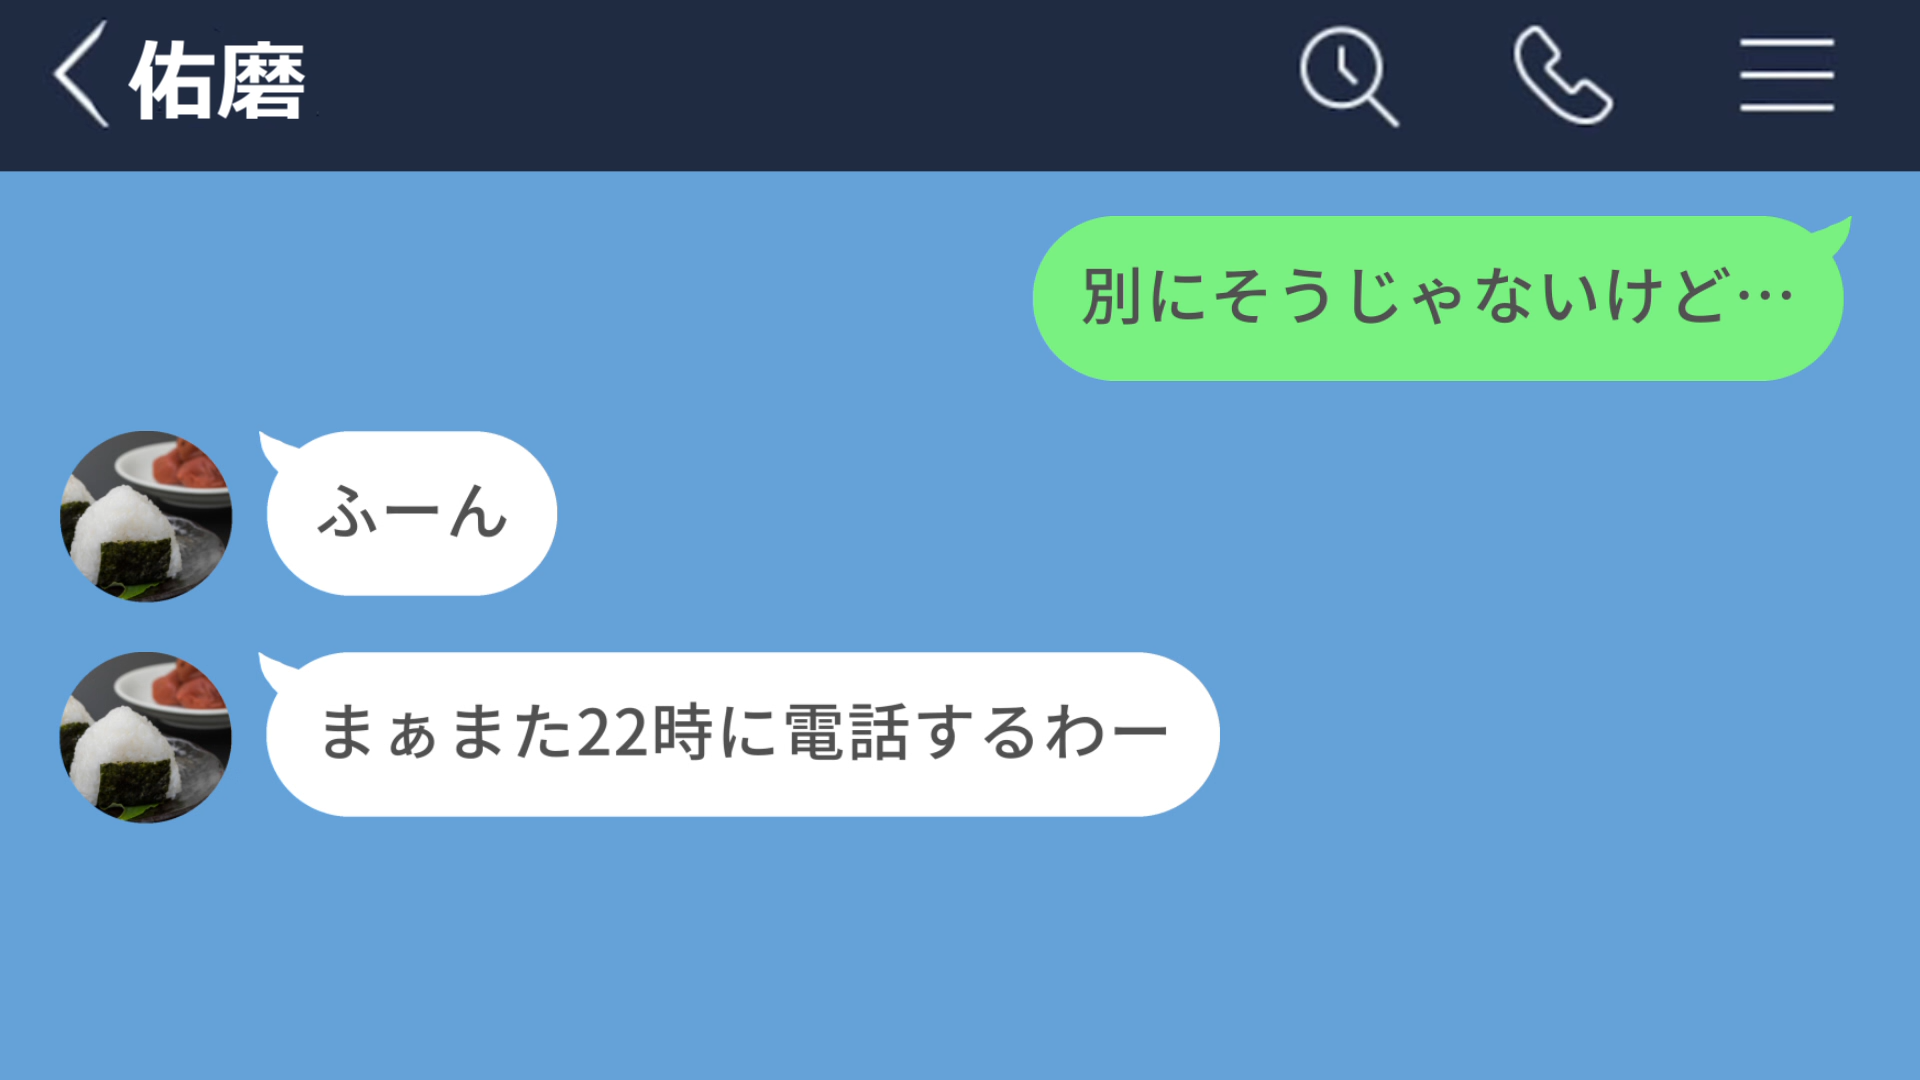 佑磨
別にそうじゃないけど…
ふーん
まぁまた22時に電話するわー